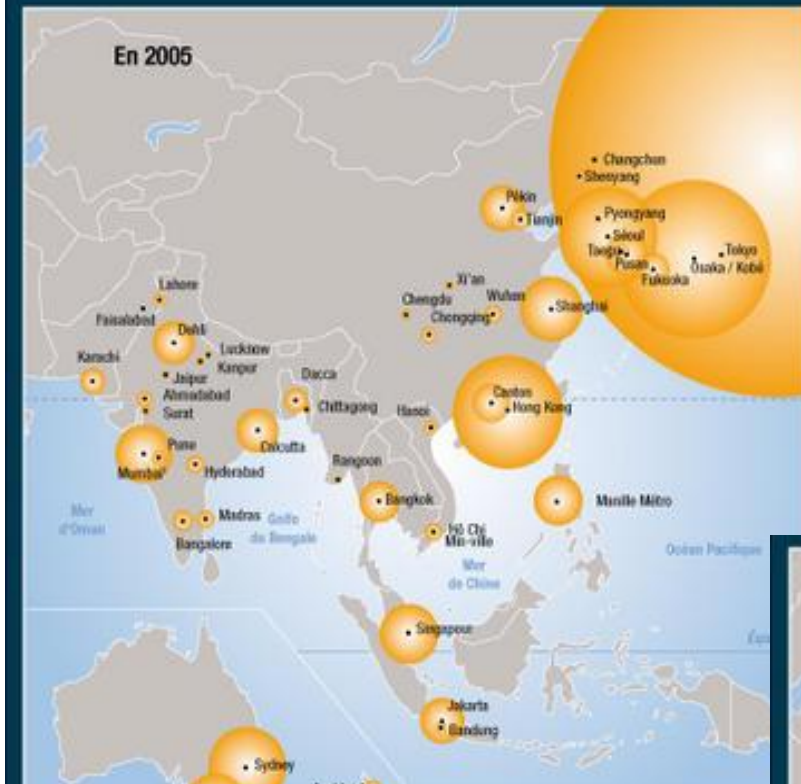 En 2005
Changchun
Shenyang
Pékin
Tianjin
Pyongyang
Séoul
Taegu
Pusan
Tokyo
Osaka / Kobé
Fukuoka
Lahore
Faisalabad
Xi'an
Chengdu
Wuhan
Chongqing
Shanghai
Dehli
Karachi
Lucknow
Kanpur
Jaipur
Ahmadabad
Surat
Dacca
Chittagong
Canton
Hong Kong
Hanoi
Calcutta
Pune
Mumbai
Hyderabad
Rangoon
Bangkok
Manille Métro
Mer
d'Oman
Madras
Bangalore
Golfe
du Bengale
Hô Chi
Min-ville
Mer
de Chine
Océan Pacifique
Singapour
Jakarta
Bandung
Sydney